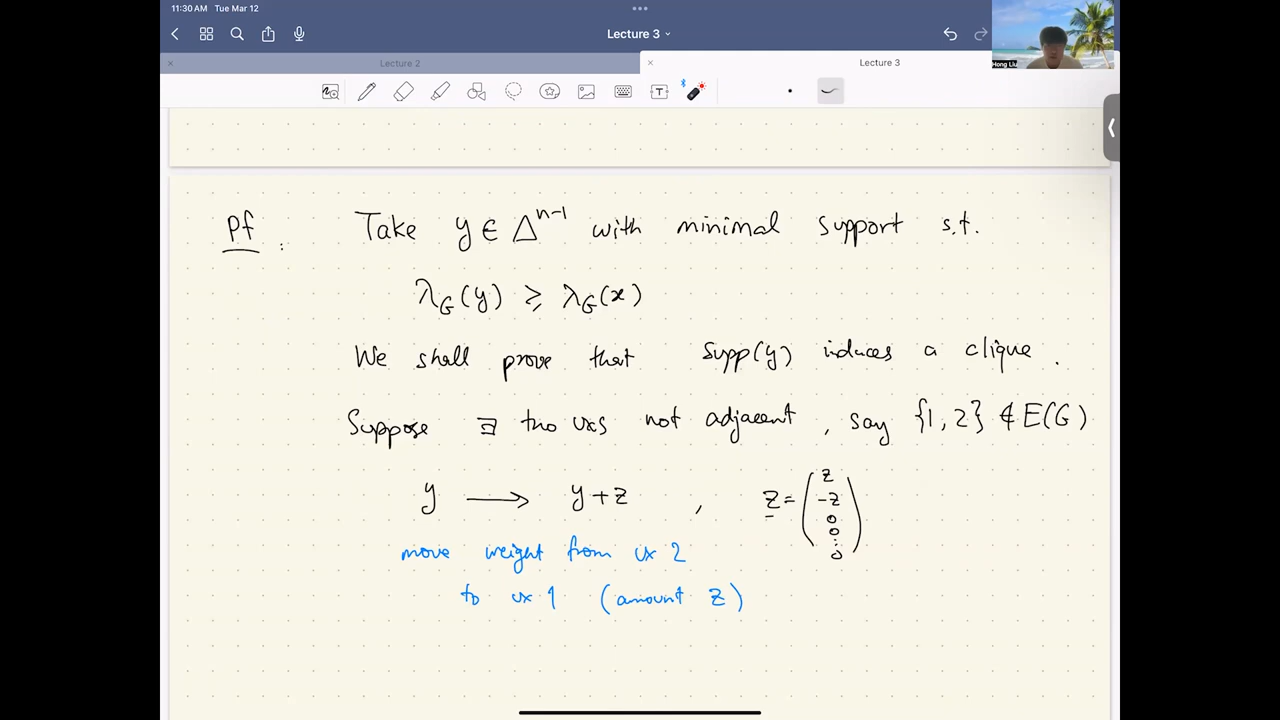 11:30 AM Tue Mar 12
Lecture 3
Hong Liu
Lecture 2
Lecture 3
T
Pf : Take y ∈ Δⁿ⁻¹ with minimal support s.t.
λ_G(y) ≥ λ_G(x)
We shall prove that supp(y) induces a clique .
Suppose ∃ two vxs not adjacent , say {1, 2} ∉ E(G)
y ⟶ y + z , z = ( z -z 0 0 ⋮ 0 )
move weight from vx 2
to vx 1 (amount z)